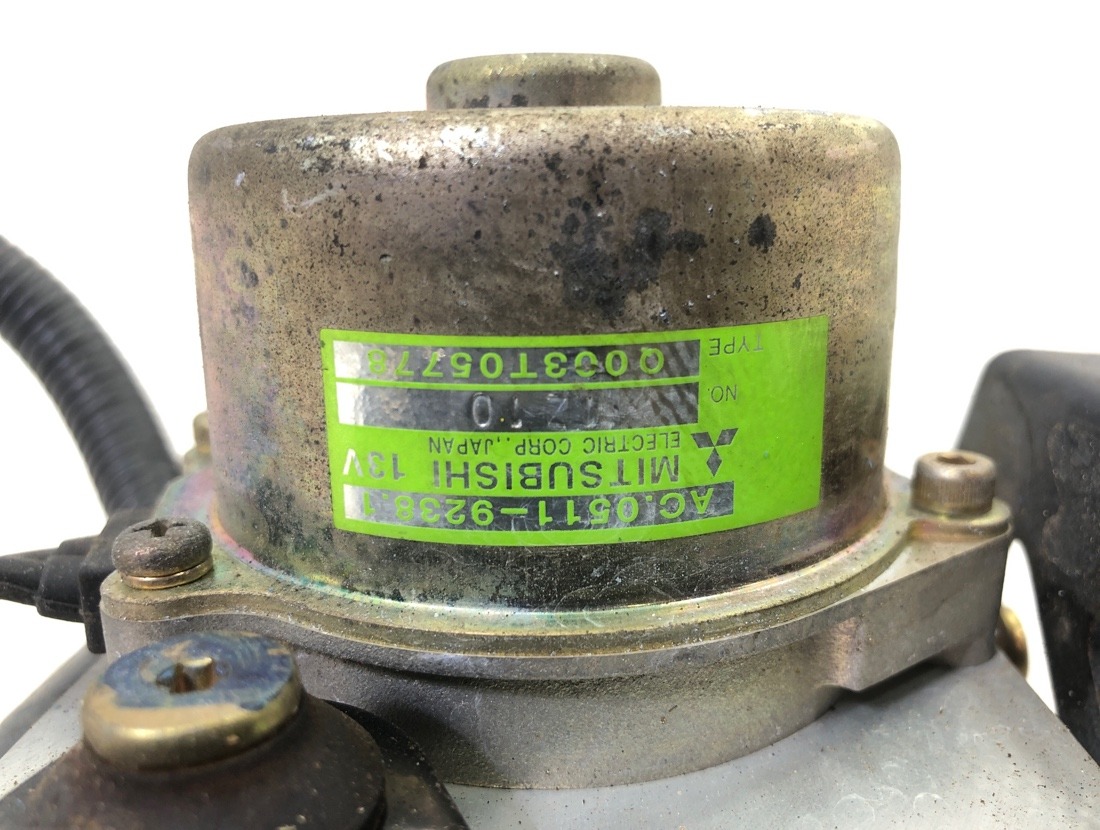 AC.0511-9238.1
MITSUBISHI 13V
ELECTRIC CORP.,JAPAN
NO.
TYPE Q003T05778